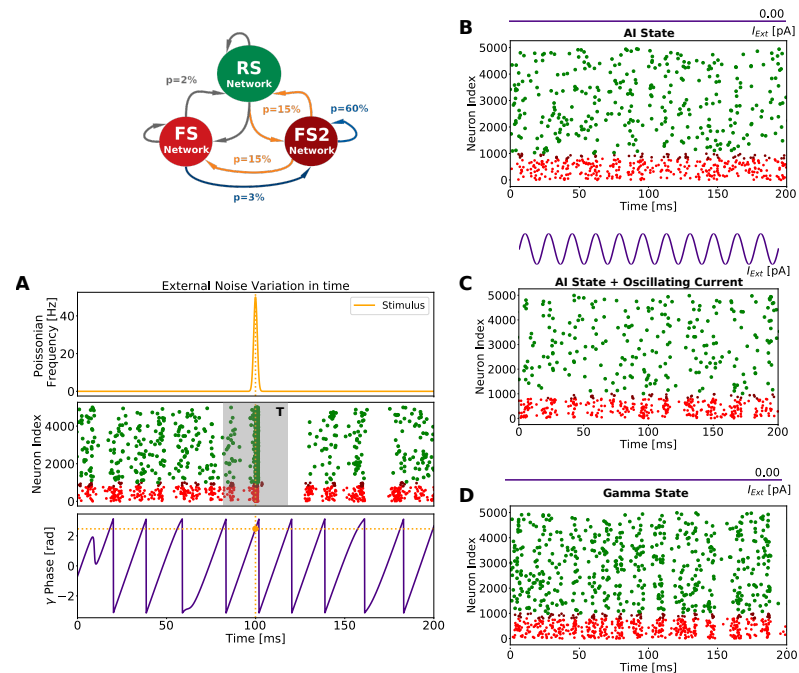 RS
Network
p=2%
p=15%
p=60%
FS
Network
FS2
Network
p=15%
p=3%
A
External Noise Variation in time
Stimulus
Poissonian
Frequency [Hz]
40
20
0
T
Neuron Index
4000
2000
0
γ Phase [rad]
2
0
−2
0
50
100
150
200
Time [ms]
B
0.00
I_Ext [pA]
AI State
Neuron Index
5000
4000
3000
2000
1000
0
0
50
100
150
200
Time [ms]
I_Ext [pA]
C
AI State + Oscillating Current
Neuron Index
5000
4000
3000
2000
1000
0
0
50
100
150
200
Time [ms]
0.00
I_Ext [pA]
D
Gamma State
Neuron Index
5000
4000
3000
2000
1000
0
0
50
100
150
200
Time [ms]